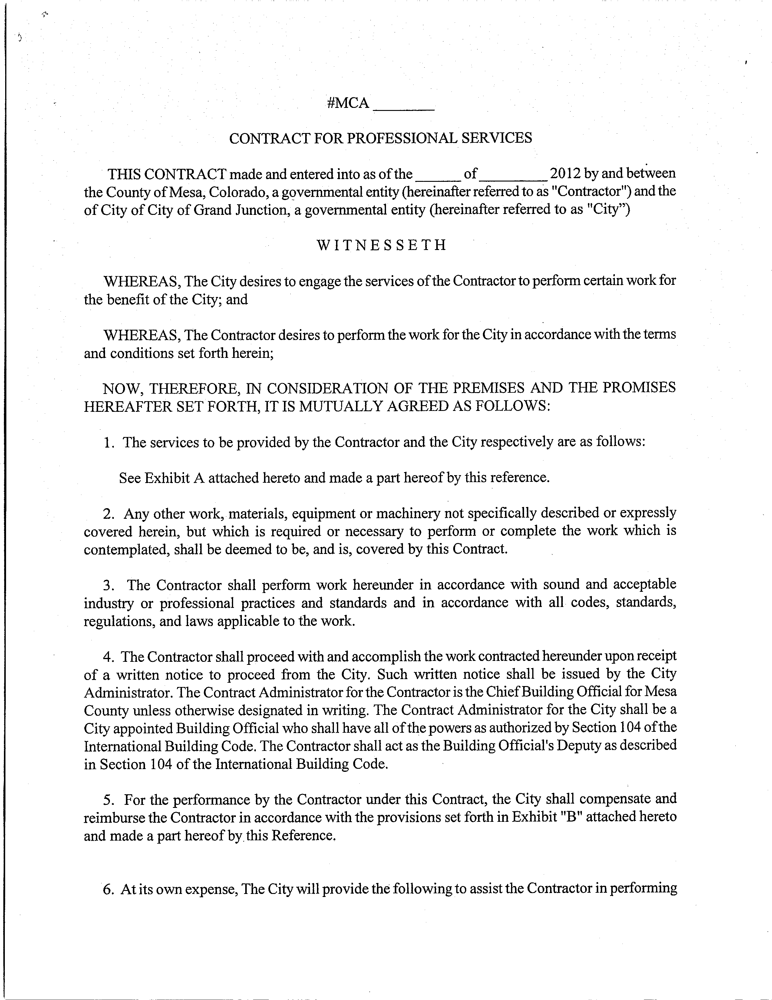 #MCA ________
CONTRACT FOR PROFESSIONAL SERVICES
THIS CONTRACT made and entered into as of the ______ of _________ 2012 by and between
the County of Mesa, Colorado, a governmental entity (hereinafter referred to as "Contractor") and the
of City of City of Grand Junction, a governmental entity (hereinafter referred to as "City”)
W I T N E S S E T H
WHEREAS, The City desires to engage the services of the Contractor to perform certain work for
the benefit of the City; and
WHEREAS, The Contractor desires to perform the work for the City in accordance with the terms
and conditions set forth herein;
NOW, THEREFORE, IN CONSIDERATION OF THE PREMISES AND THE PROMISES
HEREAFTER SET FORTH, IT IS MUTUALLY AGREED AS FOLLOWS:
1. The services to be provided by the Contractor and the City respectively are as follows:
See Exhibit A attached hereto and made a part hereof by this reference.
2. Any other work, materials, equipment or machinery not specifically described or expressly
covered herein, but which is required or necessary to perform or complete the work which is
contemplated, shall be deemed to be, and is, covered by this Contract.
3. The Contractor shall perform work hereunder in accordance with sound and acceptable
industry or professional practices and standards and in accordance with all codes, standards,
regulations, and laws applicable to the work.
4. The Contractor shall proceed with and accomplish the work contracted hereunder upon receipt
of a written notice to proceed from the City. Such written notice shall be issued by the City
Administrator. The Contract Administrator for the Contractor is the Chief Building Official for Mesa
County unless otherwise designated in writing. The Contract Administrator for the City shall be a
City appointed Building Official who shall have all of the powers as authorized by Section 104 of the
International Building Code. The Contractor shall act as the Building Official's Deputy as described
in Section 104 of the International Building Code.
5. For the performance by the Contractor under this Contract, the City shall compensate and
reimburse the Contractor in accordance with the provisions set forth in Exhibit "B" attached hereto
and made a part hereof by this Reference.
6. At its own expense, The City will provide the following to assist the Contractor in performing